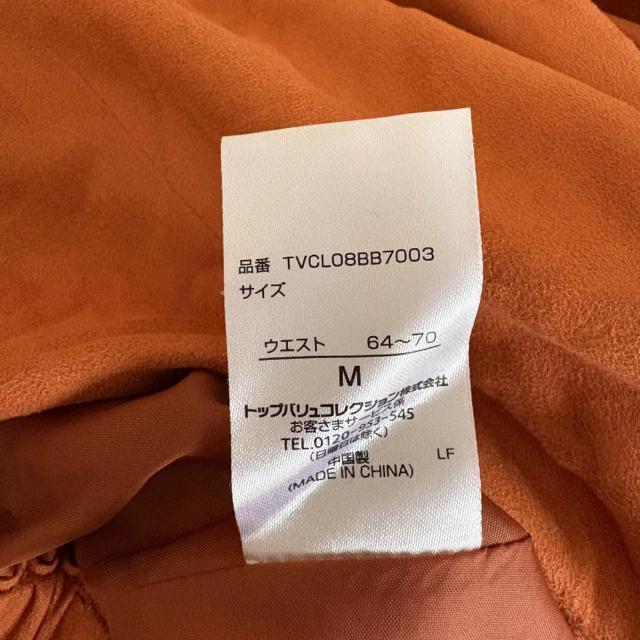 品番 TVCL08BB7003
サイズ
ウエスト 64～70
M
トップバリュコレクション株式会社
お客さまサービス係
TEL.0120-953-545
(日曜日は除く)
中国製 LF
(MADE IN CHINA)